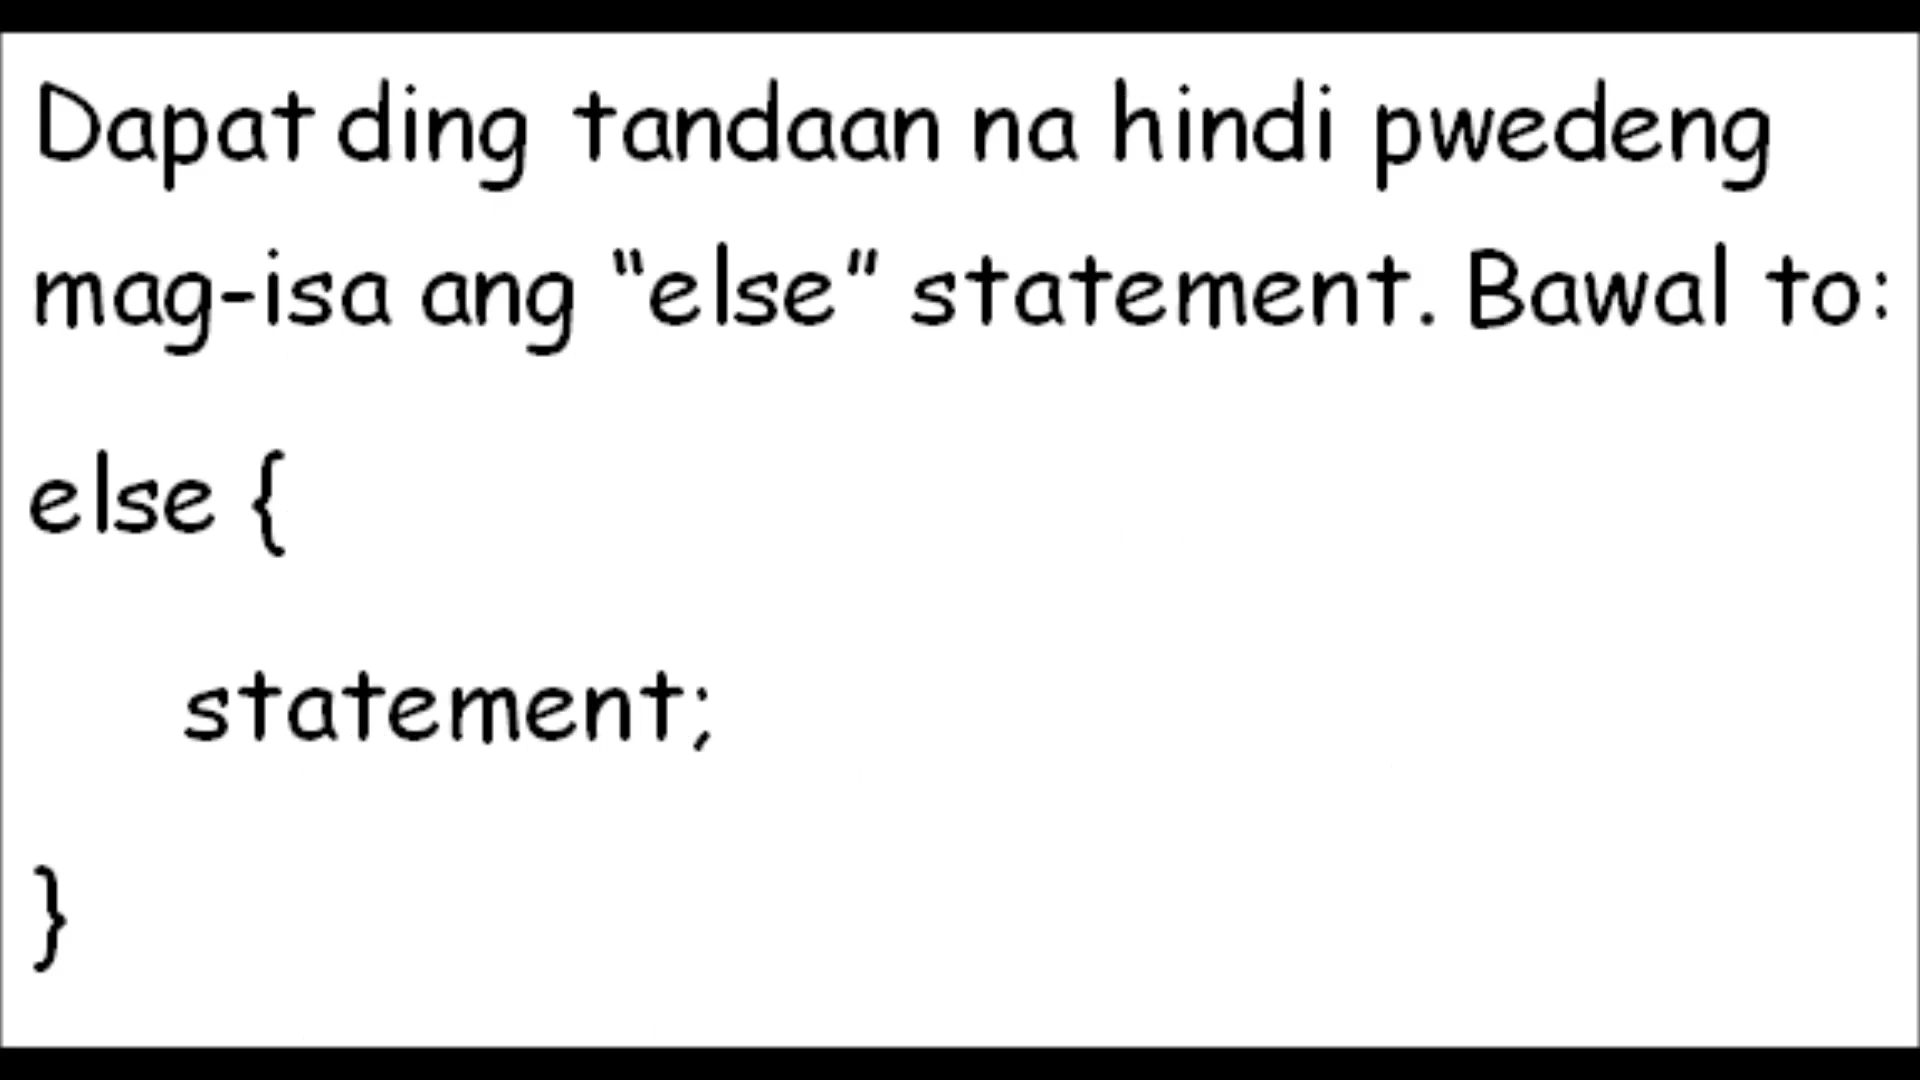 Dapat ding tandaan na hindi pwedeng
mag-isa ang “else” statement. Bawal to:
else {
statement;
}